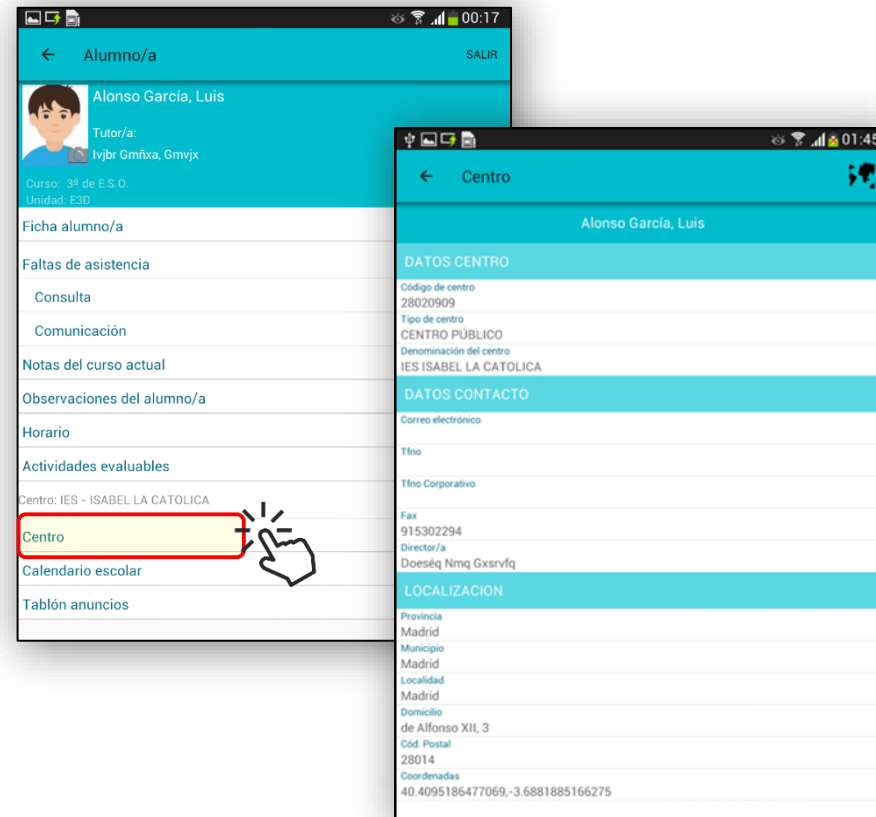 00:17
Alumno/a
SALIR
Alonso García, Luis
Tutor/a:
Ivjbr Gmñxa, Gmvjx
Curso: 3º de E.S.O.
Unidad: E3D
Ficha alumno/a
Faltas de asistencia
Consulta
Comunicación
Notas del curso actual
Observaciones del alumno/a
Horario
Actividades evaluables
Centro: IES - ISABEL LA CATOLICA
Centro
Calendario escolar
Tablón anuncios
01:45
Centro
Alonso García, Luis
DATOS CENTRO
Código de centro
28020909
Tipo de centro
CENTRO PÚBLICO
Denominación del centro
IES ISABEL LA CATOLICA
DATOS CONTACTO
Correo electrónico
Tfno
Tfno Corporativo
Fax
915302294
Director/a
Doeséq Nmq Gxsrvfq
LOCALIZACION
Provincia
Madrid
Municipio
Madrid
Localidad
Madrid
Domicilio
de Alfonso XII, 3
Cód. Postal
28014
Coordenadas
40.4095186477069,-3.6881885166275